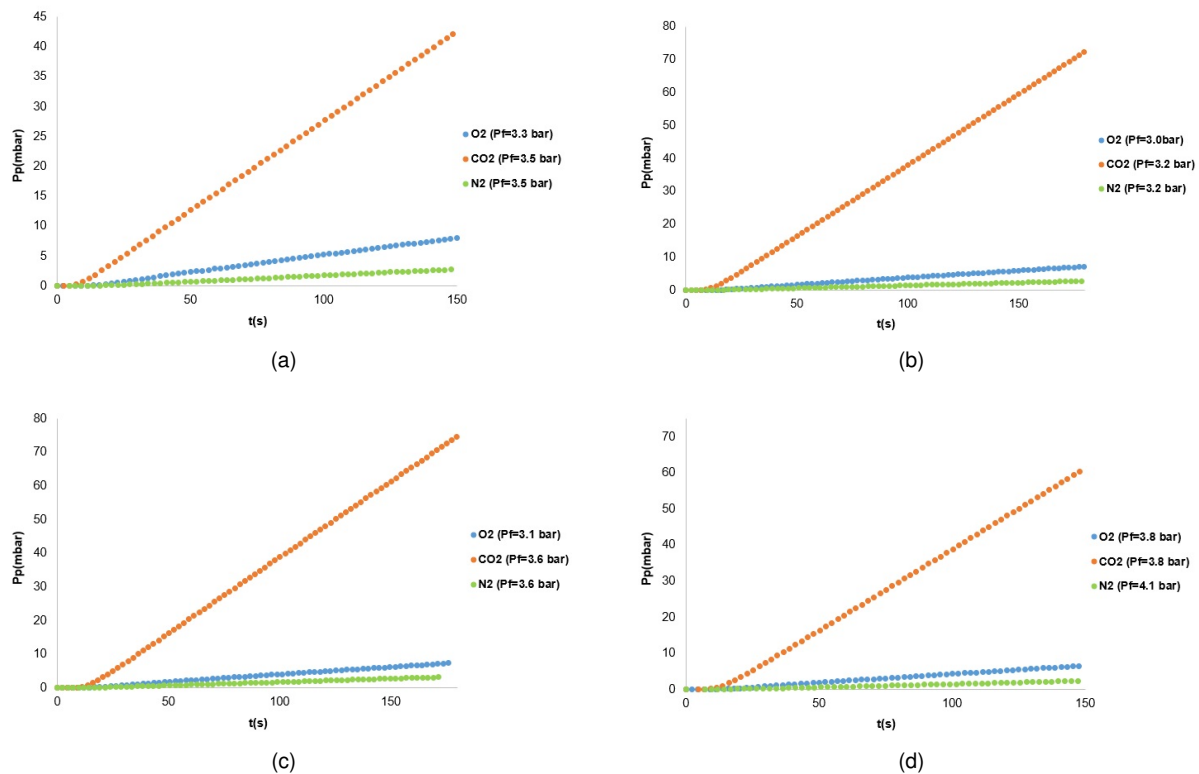 45
40
35
30
25
20
15
10
5
0
Pp(mbar)
0 50 100 150
t(s)
O2 (Pf=3.3 bar)
CO2 (Pf=3.5 bar)
N2 (Pf=3.5 bar)
(a)
80
70
60
50
40
30
20
10
0
Pp(mbar)
0 50 100 150
t(s)
O2 (Pf=3.0bar)
CO2 (Pf=3.2 bar)
N2 (Pf=3.2 bar)
(b)
80
70
60
50
40
30
20
10
0
Pp(mbar)
0 50 100 150
t(s)
O2 (Pf=3.1 bar)
CO2 (Pf=3.6 bar)
N2 (Pf=3.6 bar)
(c)
70
60
50
40
30
20
10
0
Pp(mbar)
0 50 100 150
t(s)
O2 (Pf=3.8 bar)
CO2 (Pf=3.8 bar)
N2 (Pf=4.1 bar)
(d)